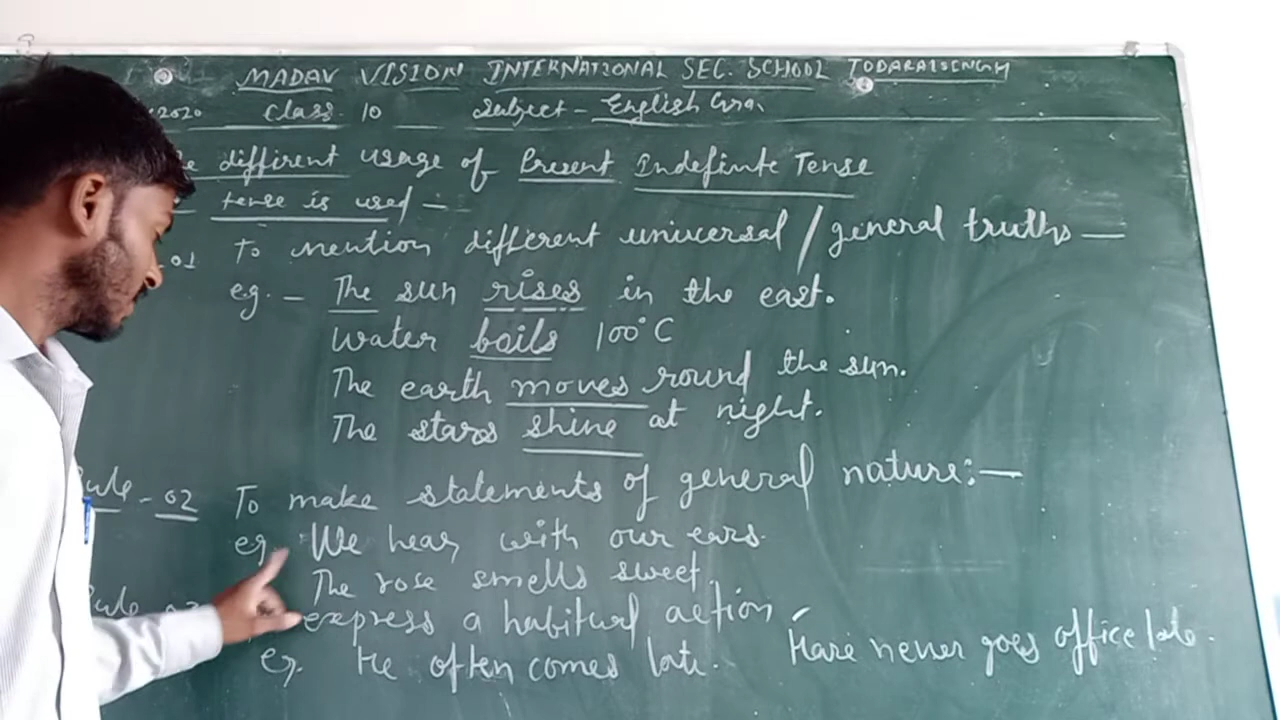 MADAV VISION INTERNATIONAL SEC. SCHOOL TODARAISINGH
2020 Class 10 Subject - English Gra.
e diffirent usage of Present Indefinite Tense
tense is used -
01 To mention different universal / general truths -
eg. - The sun rises in the east.
Water boils 100°C
The earth moves round the sun.
The stars shine at night.
Rule - 02 To make statements of general nature: -
eg. We hear with our ears.
The rose smells sweet.
Rule express a habitual action
eg. He often comes late. Hari never goes office late.